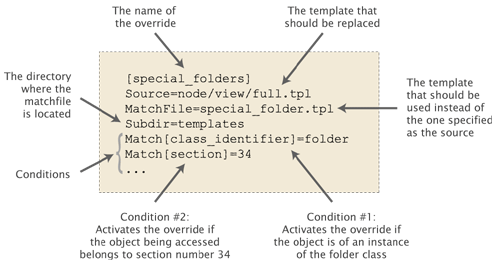 The name of
the override
The template that
should be replaced
The directory
where the
matchfile
is located
[special_folders]
Source=node/view/full.tpl
MatchFile=special_folder.tpl
Subdir=templates
Match[class_identifier]=folder
Match[section]=34
...
The template
that should be
used instead of
the one specified
as the source
Conditions
Condition #2:
Activates the override if
the object being accessed
belongs to section number 34
Condition #1:
Activates the override if
the object is of an instance
of the folder class